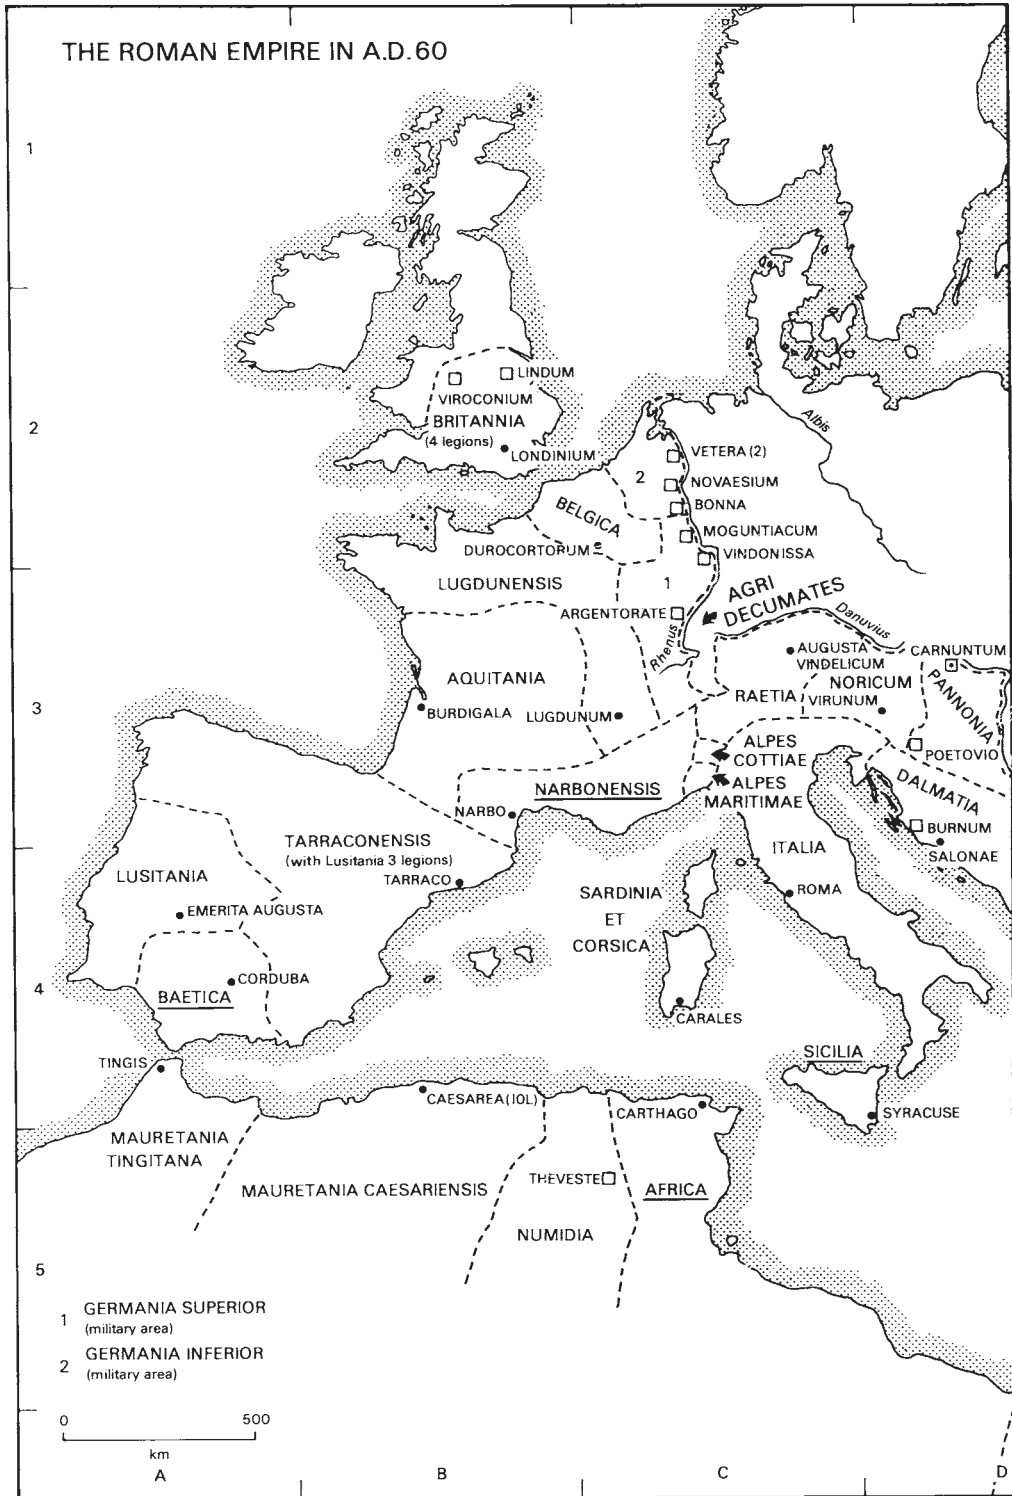 THE ROMAN EMPIRE IN A.D. 60
1
2
3
4
5
A
B
C
D
LINDUM
VIROCONIUM
BRITANNIA
(4 legions)
LONDINIUM
Albis
VETERA (2)
2
NOVAESIUM
BONNA
BELGICA
MOGUNTIACUM
DUROCORTORUM
VINDONISSA
LUGDUNENSIS
1
AGRI
DECUMATES
ARGENTORATE
Rhenus
Danuvius
AUGUSTA
VINDELICUM
CARNUNTUM
AQUITANIA
NORICUM
RAETIA
VIRUNUM
PANNONIA
BURDIGALA
LUGDUNUM
ALPES
COTTIAE
POETOVIO
NARBONENSIS
ALPES
MARITIMAE
DALMATIA
NARBO
BURNUM
TARRACONENSIS
(with Lusitania 3 legions)
ITALIA
SALONAE
LUSITANIA
TARRACO
SARDINIA
ET
CORSICA
ROMA
EMERITA AUGUSTA
CORDUBA
BAETICA
CARALES
TINGIS
SICILIA
CAESAREA (IOL)
CARTHAGO
SYRACUSE
MAURETANIA
TINGITANA
THEVESTE
MAURETANIA CAESARIENSIS
AFRICA
NUMIDIA
1 GERMANIA SUPERIOR
(military area)
2 GERMANIA INFERIOR
(military area)
0 500
km